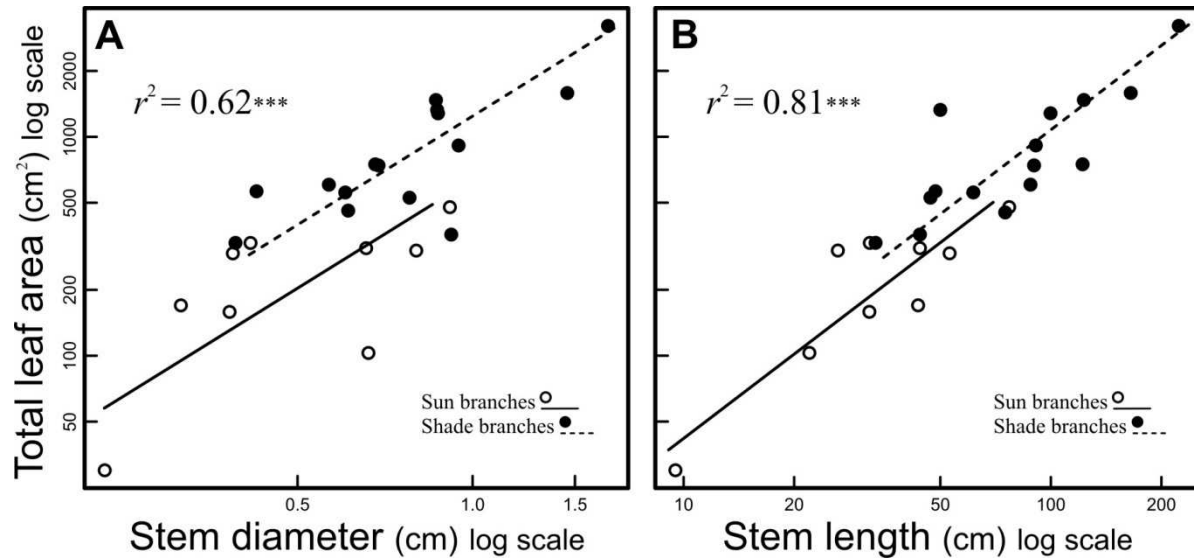 A
B
r² = 0.62***
r² = 0.81***
Total leaf area (cm²) log scale
2000
1000
500
200
100
50
Sun branches
Shade branches
Sun branches
Shade branches
0.5 1.0 1.5
10 20 50 100 200
Stem diameter (cm) log scale
Stem length (cm) log scale